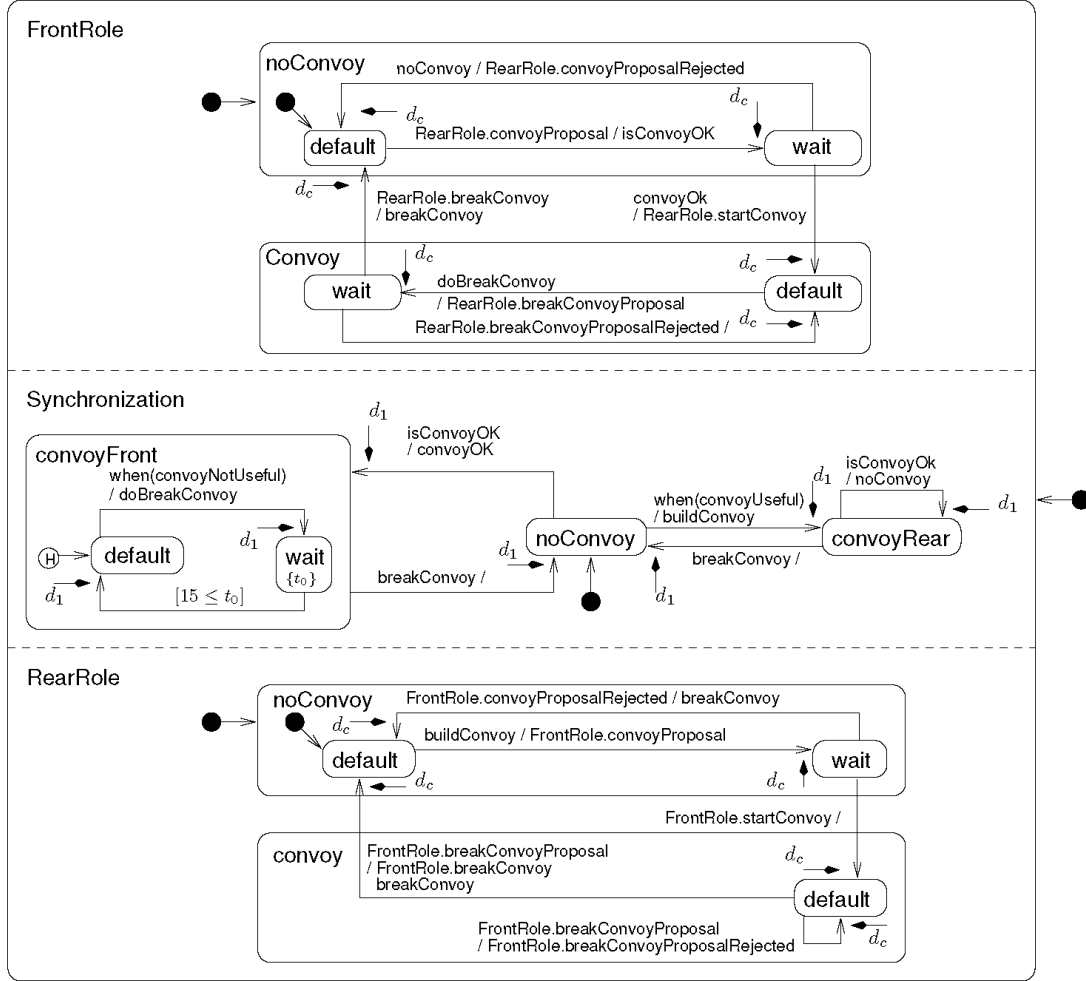 FrontRole
noConvoy
noConvoy / RearRole.convoyProposalRejected
d_c
d_c
RearRole.convoyProposal / isConvoyOK
default
wait
d_c
RearRole.breakConvoy
/ breakConvoy
convoyOk
/ RearRole.startConvoy
Convoy
d_c
d_c
doBreakConvoy
wait
default
/ RearRole.breakConvoyProposal
RearRole.breakConvoyProposalRejected /
d_c
Synchronization
d_1
isConvoyOK
/ convoyOK
convoyFront
when(convoyNotUseful)
/ doBreakConvoy
isConvoyOk
/ noConvoy
d_1
when(convoyUseful)
/ buildConvoy
d_1
d_1
H
default
wait
{t_0}
noConvoy
convoyRear
d_1
breakConvoy /
breakConvoy /
d_1
[15 ≤ t_0]
d_1
RearRole
noConvoy
FrontRole.convoyProposalRejected / breakConvoy
d_c
buildConvoy / FrontRole.convoyProposal
default
wait
d_c
d_c
FrontRole.startConvoy /
convoy
FrontRole.breakConvoyProposal
/ FrontRole.breakConvoy
breakConvoy
d_c
default
FrontRole.breakConvoyProposal
/ FrontRole.breakConvoyProposalRejected
d_c